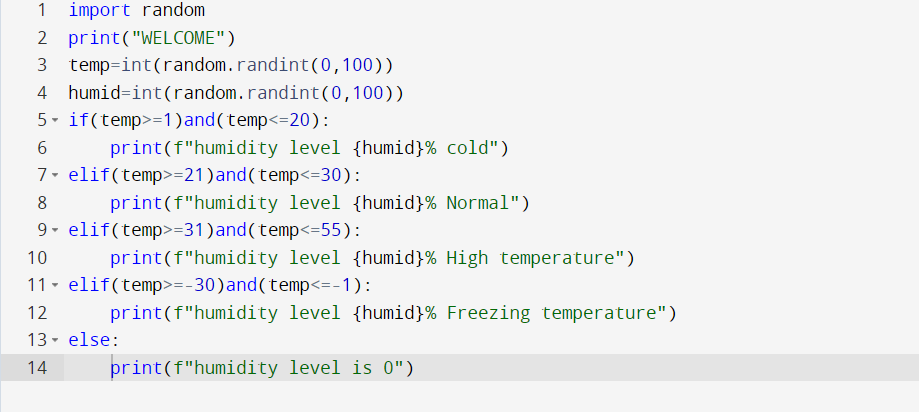 1 import random
2 print("WELCOME")
3 temp=int(random.randint(0,100))
4 humid=int(random.randint(0,100))
5 if(temp>=1)and(temp<=20):
6     print(f"humidity level {humid}% cold")
7 elif(temp>=21)and(temp<=30):
8     print(f"humidity level {humid}% Normal")
9 elif(temp>=31)and(temp<=55):
10     print(f"humidity level {humid}% High temperature")
11 elif(temp>=-30)and(temp<=-1):
12     print(f"humidity level {humid}% Freezing temperature")
13 else:
14     print(f"humidity level is 0")